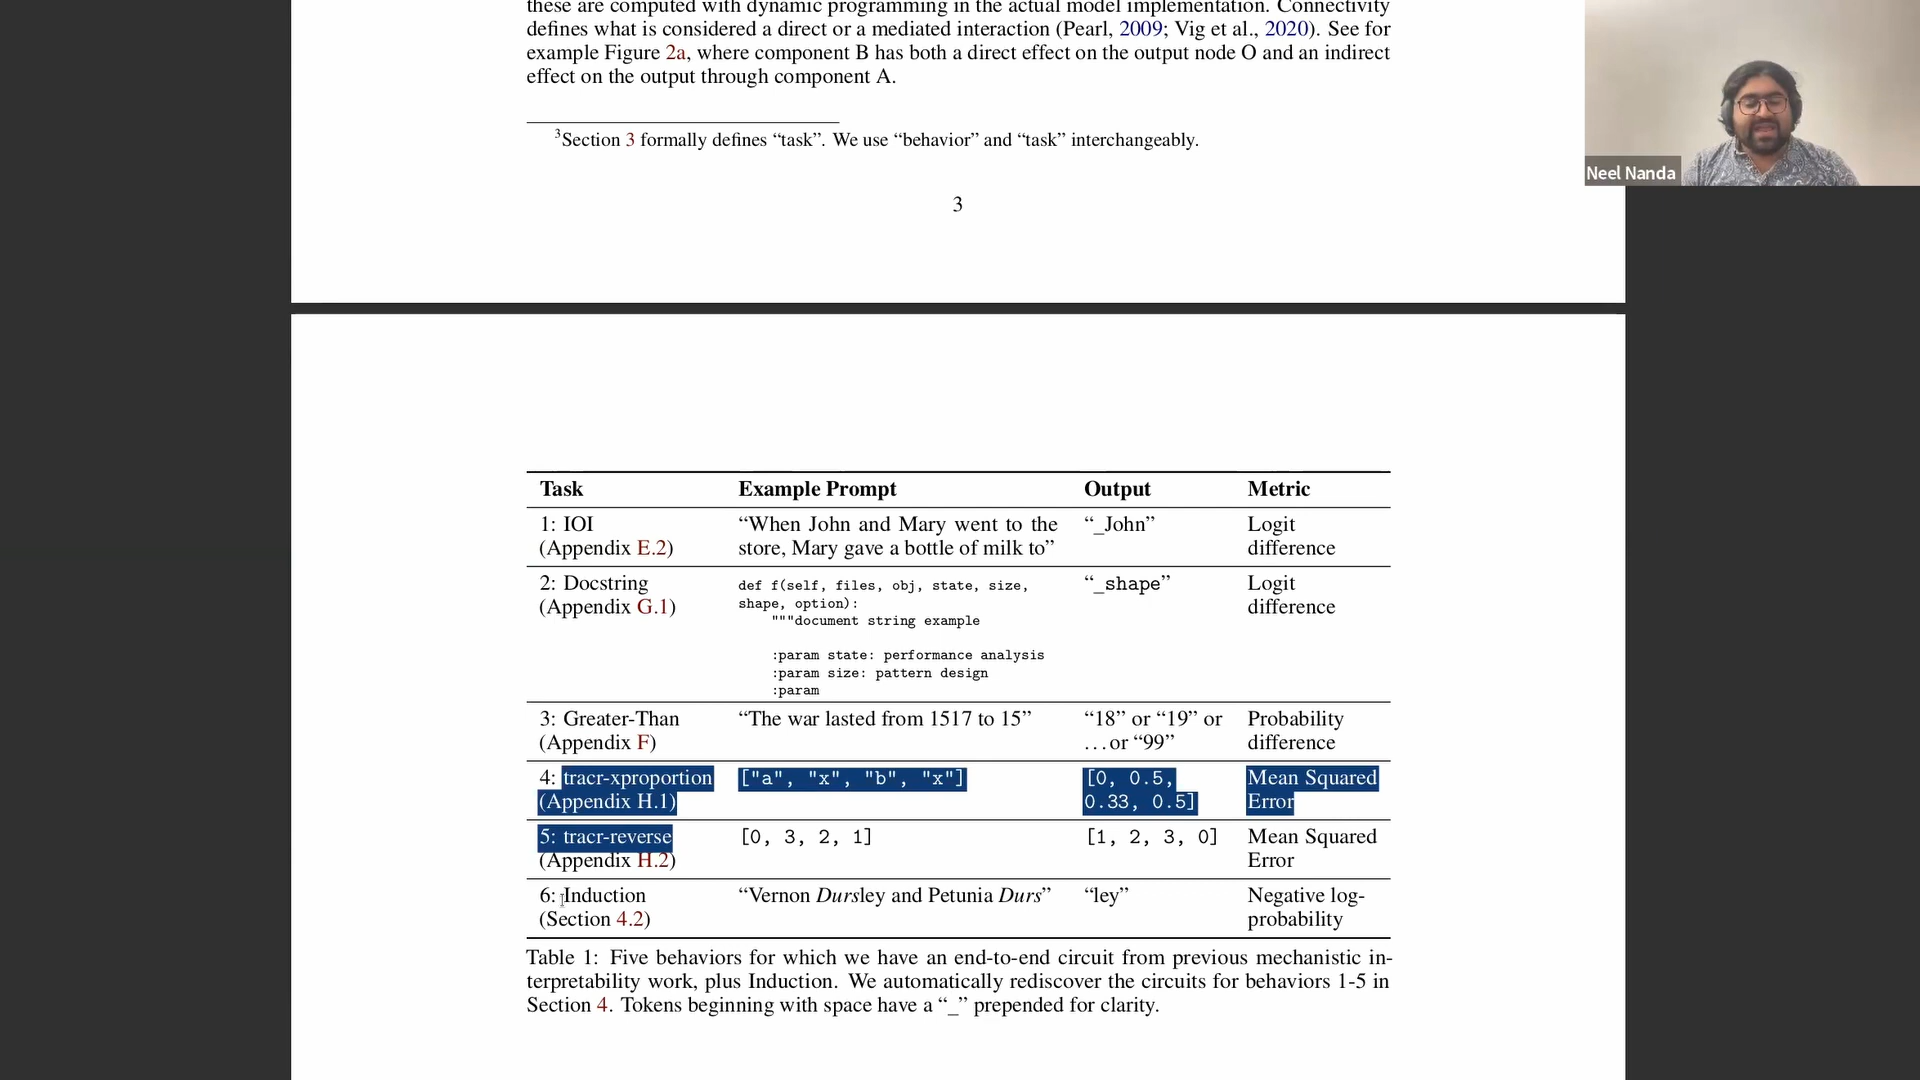 these are computed with dynamic programming in the actual model implementation. Connectivity
defines what is considered a direct or a mediated interaction (Pearl, 2009; Vig et al., 2020). See for
example Figure 2a, where component B has both a direct effect on the output node O and an indirect
effect on the output through component A.
3Section 3 formally defines “task”. We use “behavior” and “task” interchangeably.
3
Neel Nanda
Task Example Prompt Output Metric
1: IOI “When John and Mary went to the “_John” Logit
(Appendix E.2) store, Mary gave a bottle of milk to” difference
2: Docstring def f(self, files, obj, state, size, “_shape” Logit
(Appendix G.1) shape, option): difference
"""document string example
:param state: performance analysis
:param size: pattern design
:param
3: Greater-Than “The war lasted from 1517 to 15” “18” or “19” or Probability
(Appendix F) ...or “99” difference
4: tracr-xproportion ["a", "x", "b", "x"] [0, 0.5, Mean Squared
(Appendix H.1) 0.33, 0.5] Error
5: tracr-reverse [0, 3, 2, 1] [1, 2, 3, 0] Mean Squared
(Appendix H.2) Error
6: Induction “Vernon Dursley and Petunia Durs” “ley” Negative log-
(Section 4.2) probability
Table 1: Five behaviors for which we have an end-to-end circuit from previous mechanistic in-
terpretability work, plus Induction. We automatically rediscover the circuits for behaviors 1-5 in
Section 4. Tokens beginning with space have a “_” prepended for clarity.